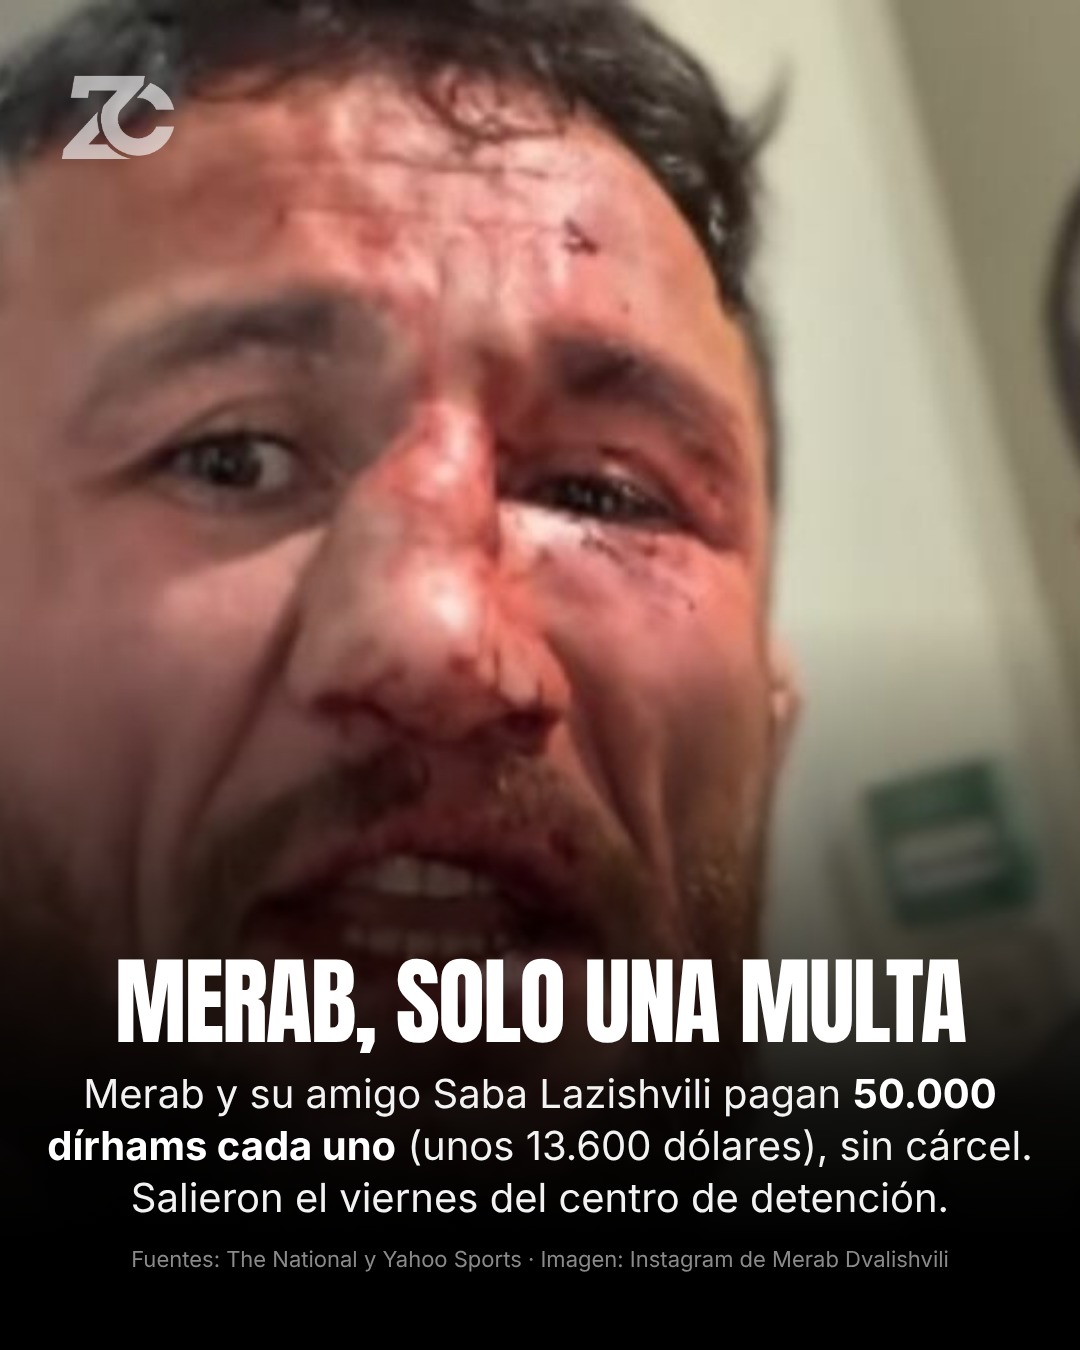 ZC
MERAB, SOLO UNA MULTA
Merab y su amigo Saba Lazishvili pagan 50.000
dírhams cada uno (unos 13.600 dólares), sin cárcel.
Salieron el viernes del centro de detención.
Fuentes: The National y Yahoo Sports · Imagen: Instagram de Merab Dvalishvili